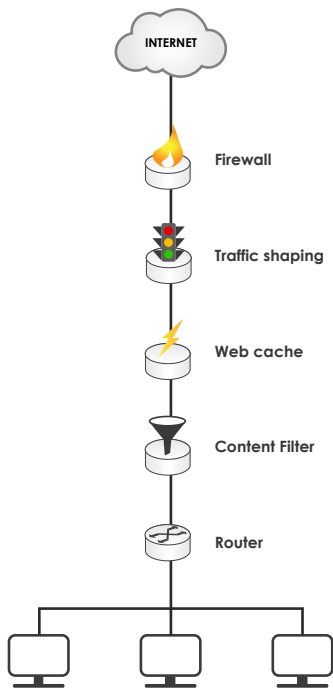 INTERNET
Firewall
Traffic shaping
Web cache
Content Filter
Router